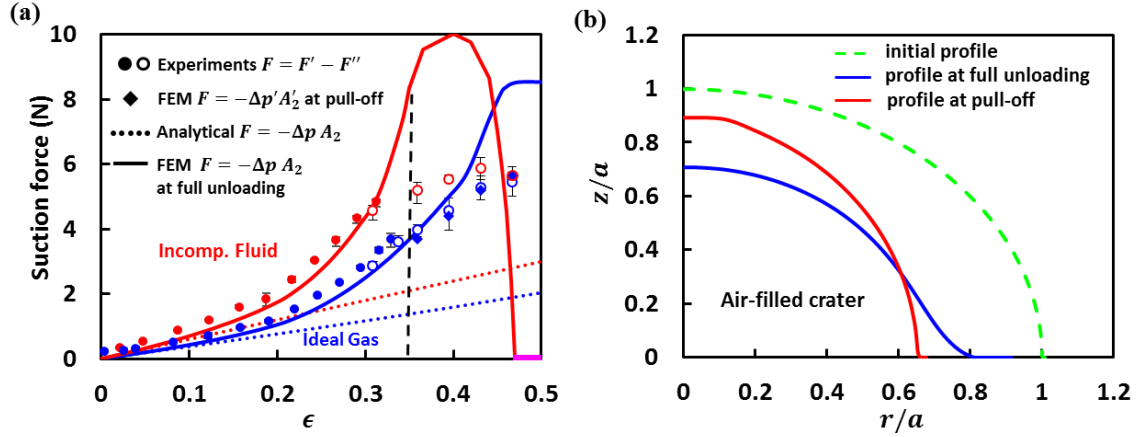 (a)
Suction force (N)
10
8
6
4
2
0
Experiments F = F′ − F″
FEM F = −Δp′A′₂ at pull-off
Analytical F = −Δp A₂
FEM F = −Δp A₂
at full unloading
Incomp. Fluid
Ideal Gas
0 0.1 0.2 0.3 0.4 0.5
ϵ
(b)
z/a
1.2
1
0.8
0.6
0.4
0.2
0
initial profile
profile at full unloading
profile at pull-off
Air-filled crater
0 0.2 0.4 0.6 0.8 1 1.2
r/a